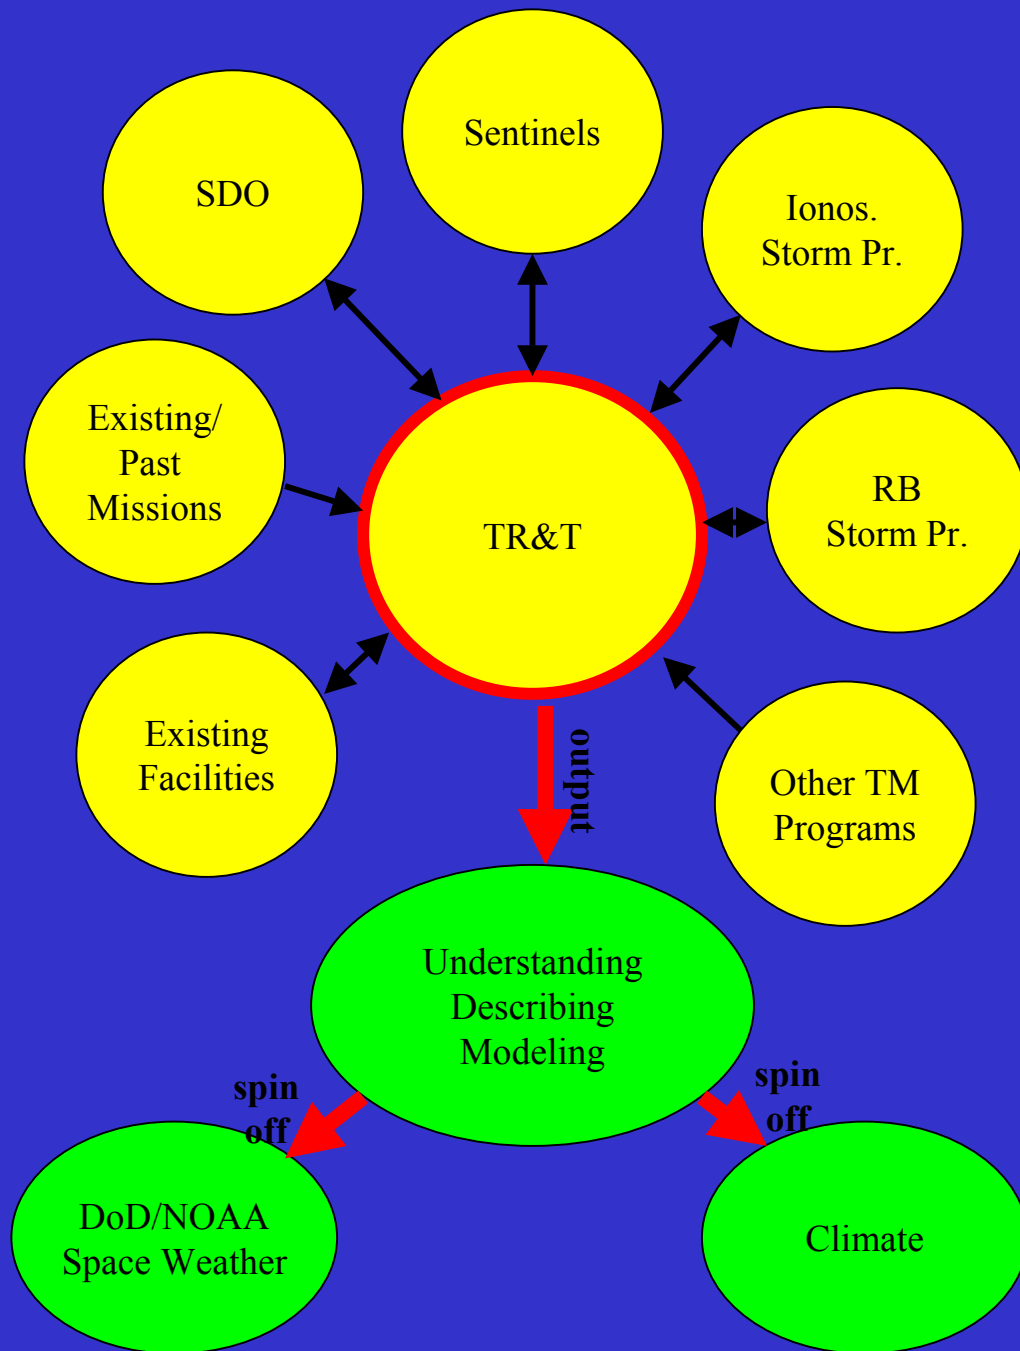 Sentinels
SDO
Ionos.
Storm Pr.
Existing/
Past
Missions
RB
Storm Pr.
TR&T
Existing
Facilities
Other TM
Programs
output
Understanding
Describing
Modeling
spin
off
spin
off
DoD/NOAA
Space Weather
Climate